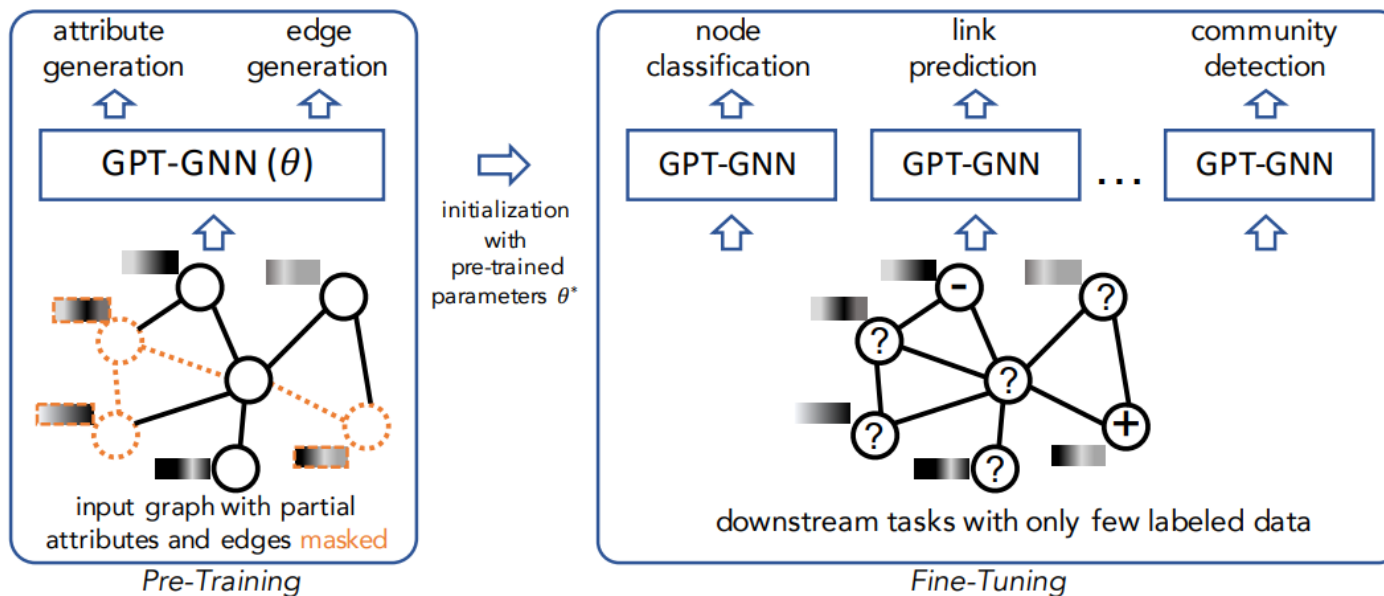 attribute
generation
edge
generation
GPT-GNN (θ)
input graph with partial
attributes and edges masked
Pre-Training
initialization
with
pre-trained
parameters θ*
node
classification
link
prediction
community
detection
GPT-GNN
GPT-GNN
...
GPT-GNN
-
?
?
?
?
+
?
downstream tasks with only few labeled data
Fine-Tuning